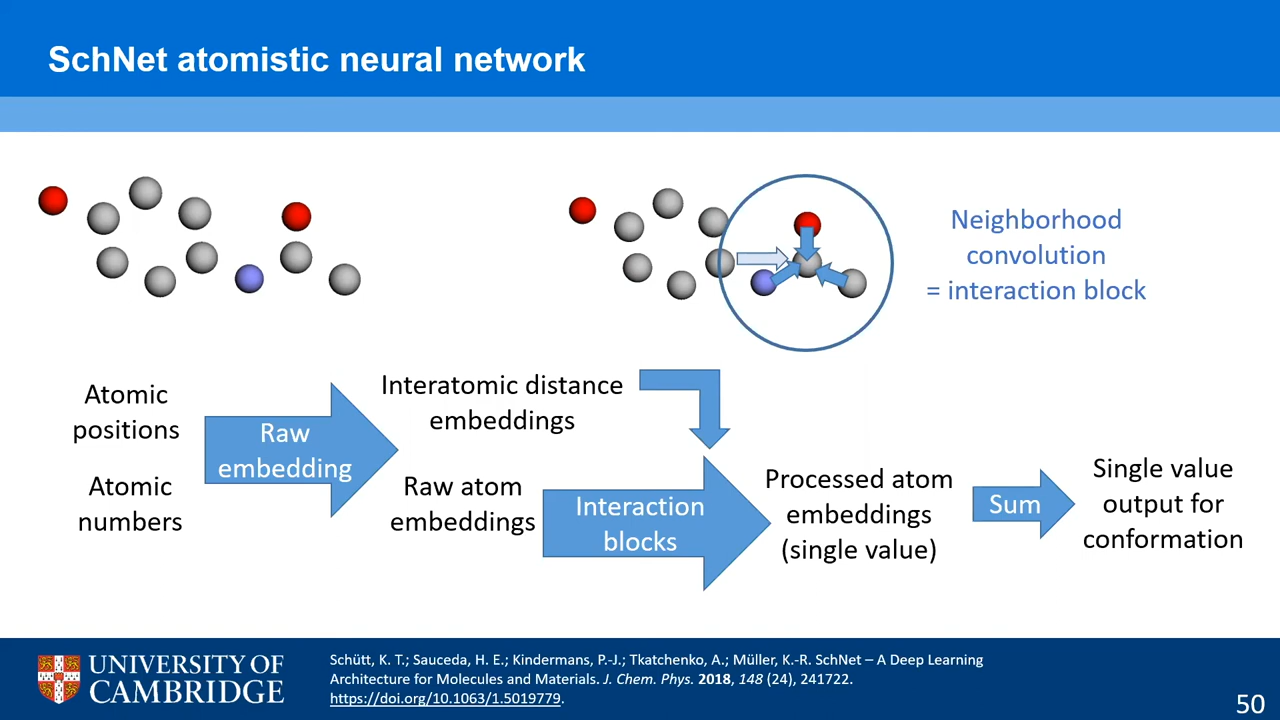 SchNet atomistic neural network
Neighborhood
convolution
= interaction block
Atomic
positions
Atomic
numbers
Raw
embedding
Interatomic distance
embeddings
Raw atom
embeddings
Interaction
blocks
Processed atom
embeddings
(single value)
Sum
Single value
output for
conformation
UNIVERSITY OF
CAMBRIDGE
Schütt, K. T.; Sauceda, H. E.; Kindermans, P.-J.; Tkatchenko, A.; Müller, K.-R. SchNet – A Deep Learning
Architecture for Molecules and Materials. J. Chem. Phys. 2018, 148 (24), 241722.
https://doi.org/10.1063/1.5019779.
50